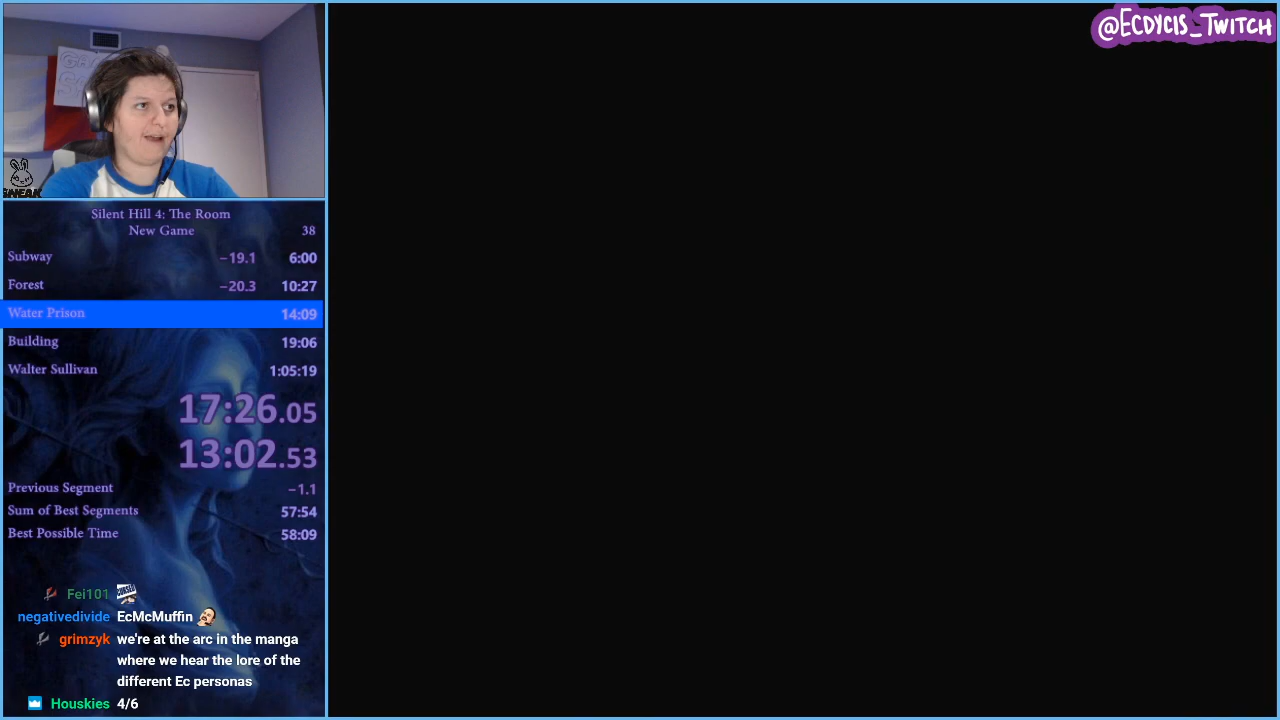 @ECDYCIS_TWITCH
SNEAK
Silent Hill 4: The Room
New Game 38
Subway −19.1 6:00
Forest −20.3 10:27
Water Prison 14:09
Building 19:06
Walter Sullivan 1:05:19
17:26.05
13:02.53
Previous Segment −1.1
Sum of Best Segments 57:54
Best Possible Time 58:09
Fei101
negativedivide EcMcMuffin
grimzyk we're at the arc in the manga
where we hear the lore of the
different Ec personas
Houskies 4/6